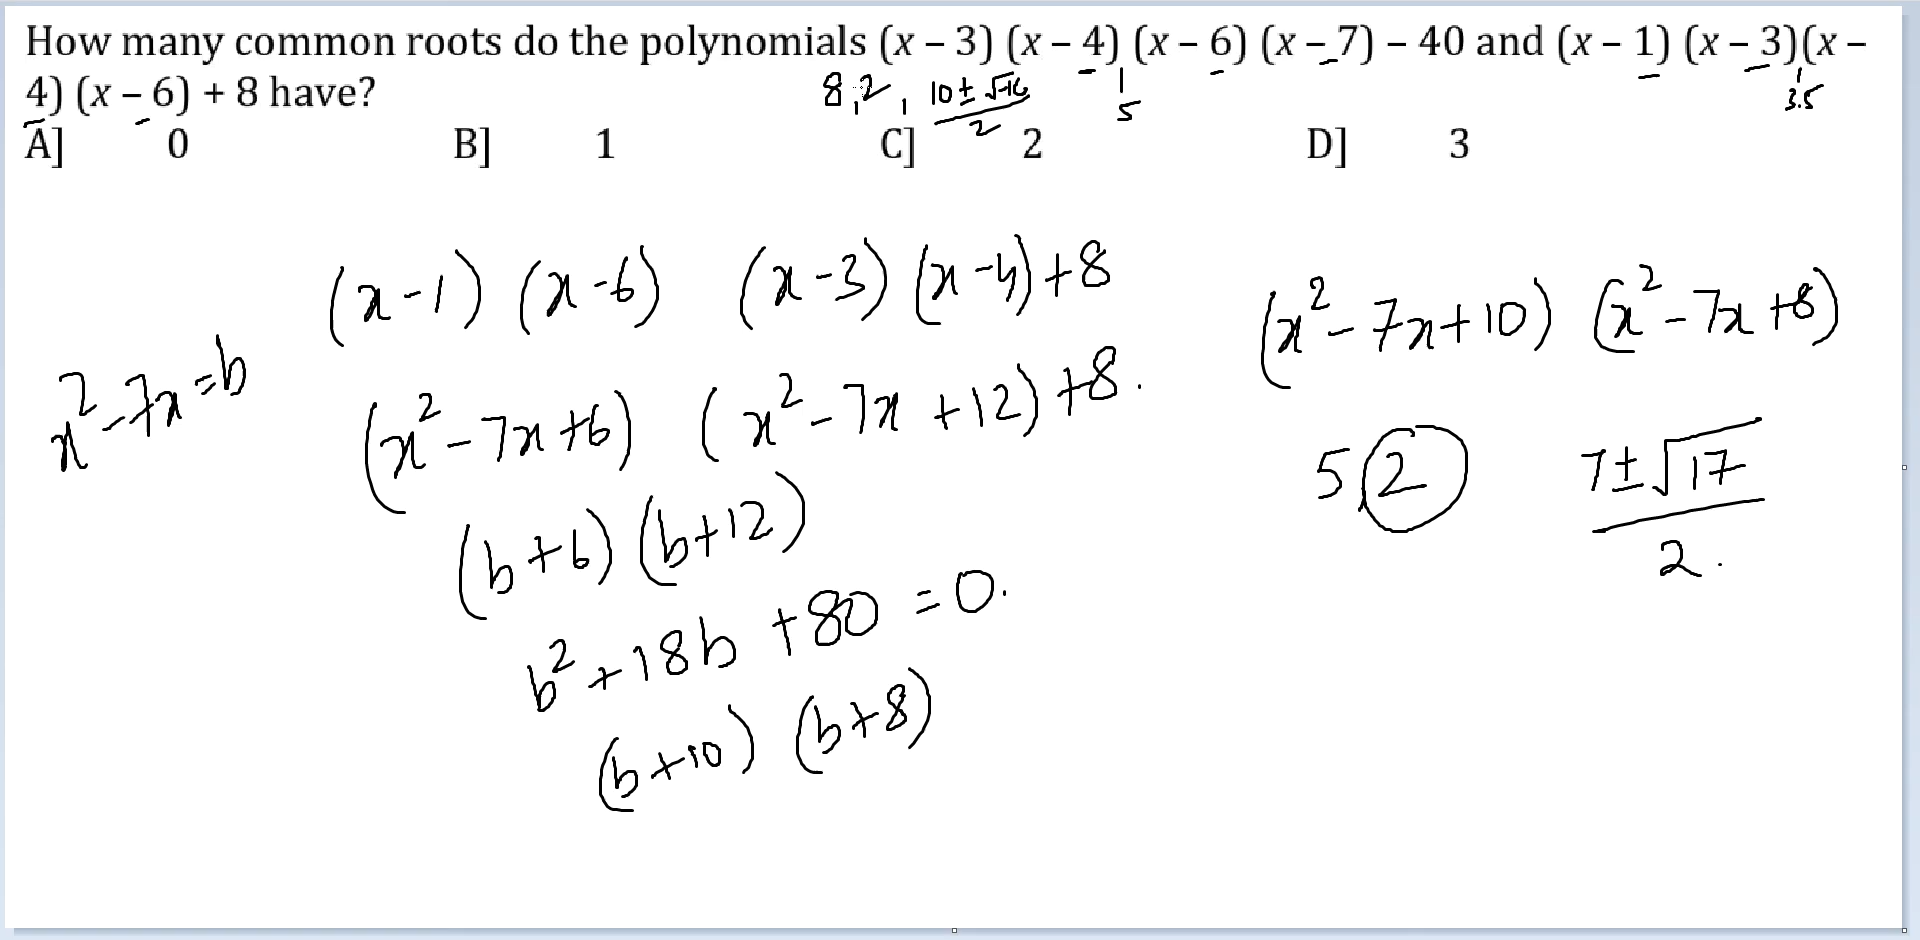 How many common roots do the polynomials (x – 3) (x – 4) (x – 6) (x – 7) – 40 and (x – 1) (x – 3)(x –
4) (x – 6) + 8 have?
8, 2, (10 ± √-16)/2
1
5
3.5
A] 0 B] 1 C] 2 D] 3
(x-1) (x-6) (x-3) (x-4)+8
(x²-7x+10) (x²-7x+8)
x²-7x=b
(x²-7x+6) (x²-7x+12)+8.
5, 2
(7±√17)/2.
(b+6) (b+12)
b²+18b+80=0.
(b+10) (b+8)